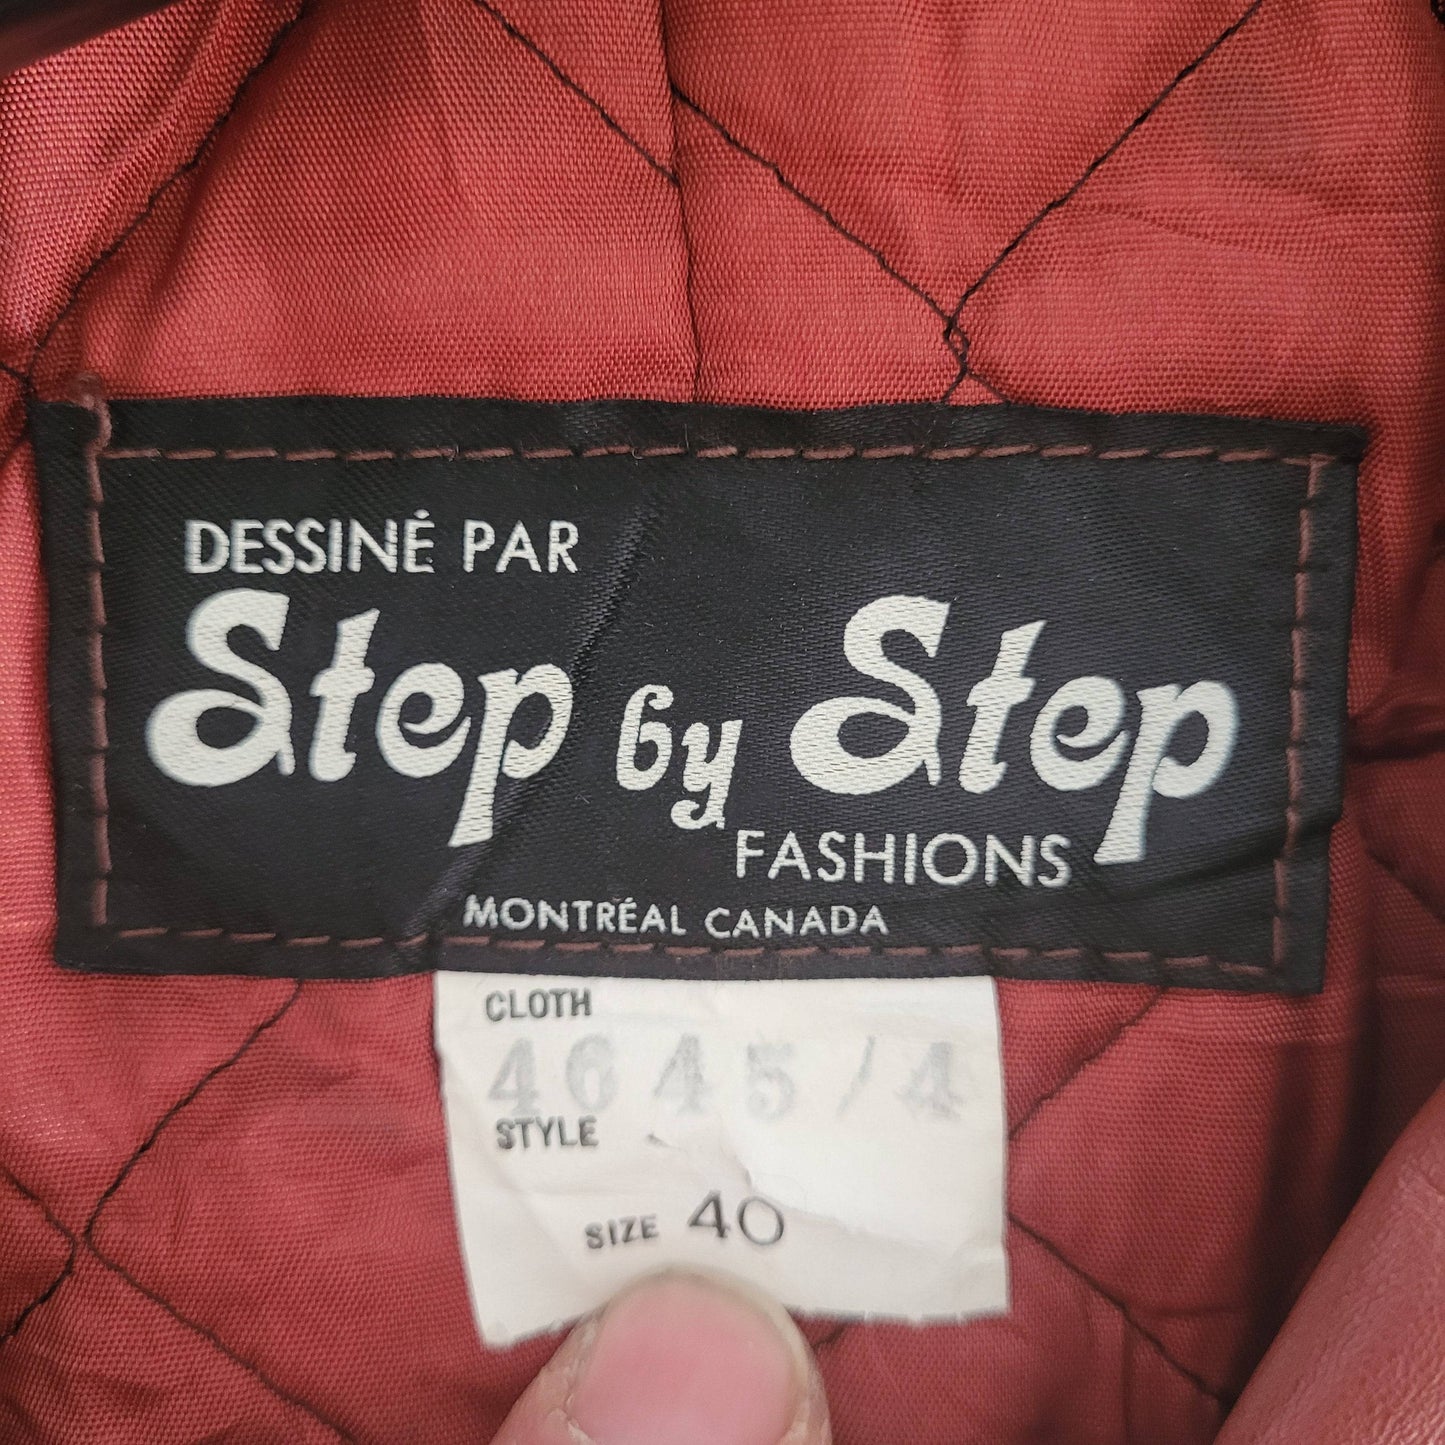 DESSINÉ PAR
Step by Step
FASHIONS
MONTRÉAL CANADA
CLOTH
4645/4
STYLE
SIZE 40